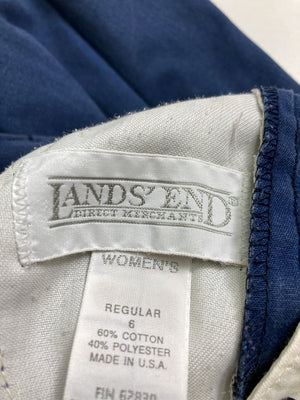 LANDS' END®
DIRECT MERCHANTS
WOMEN'S
REGULAR
6
60% COTTON
40% POLYESTER
MADE IN U.S.A.